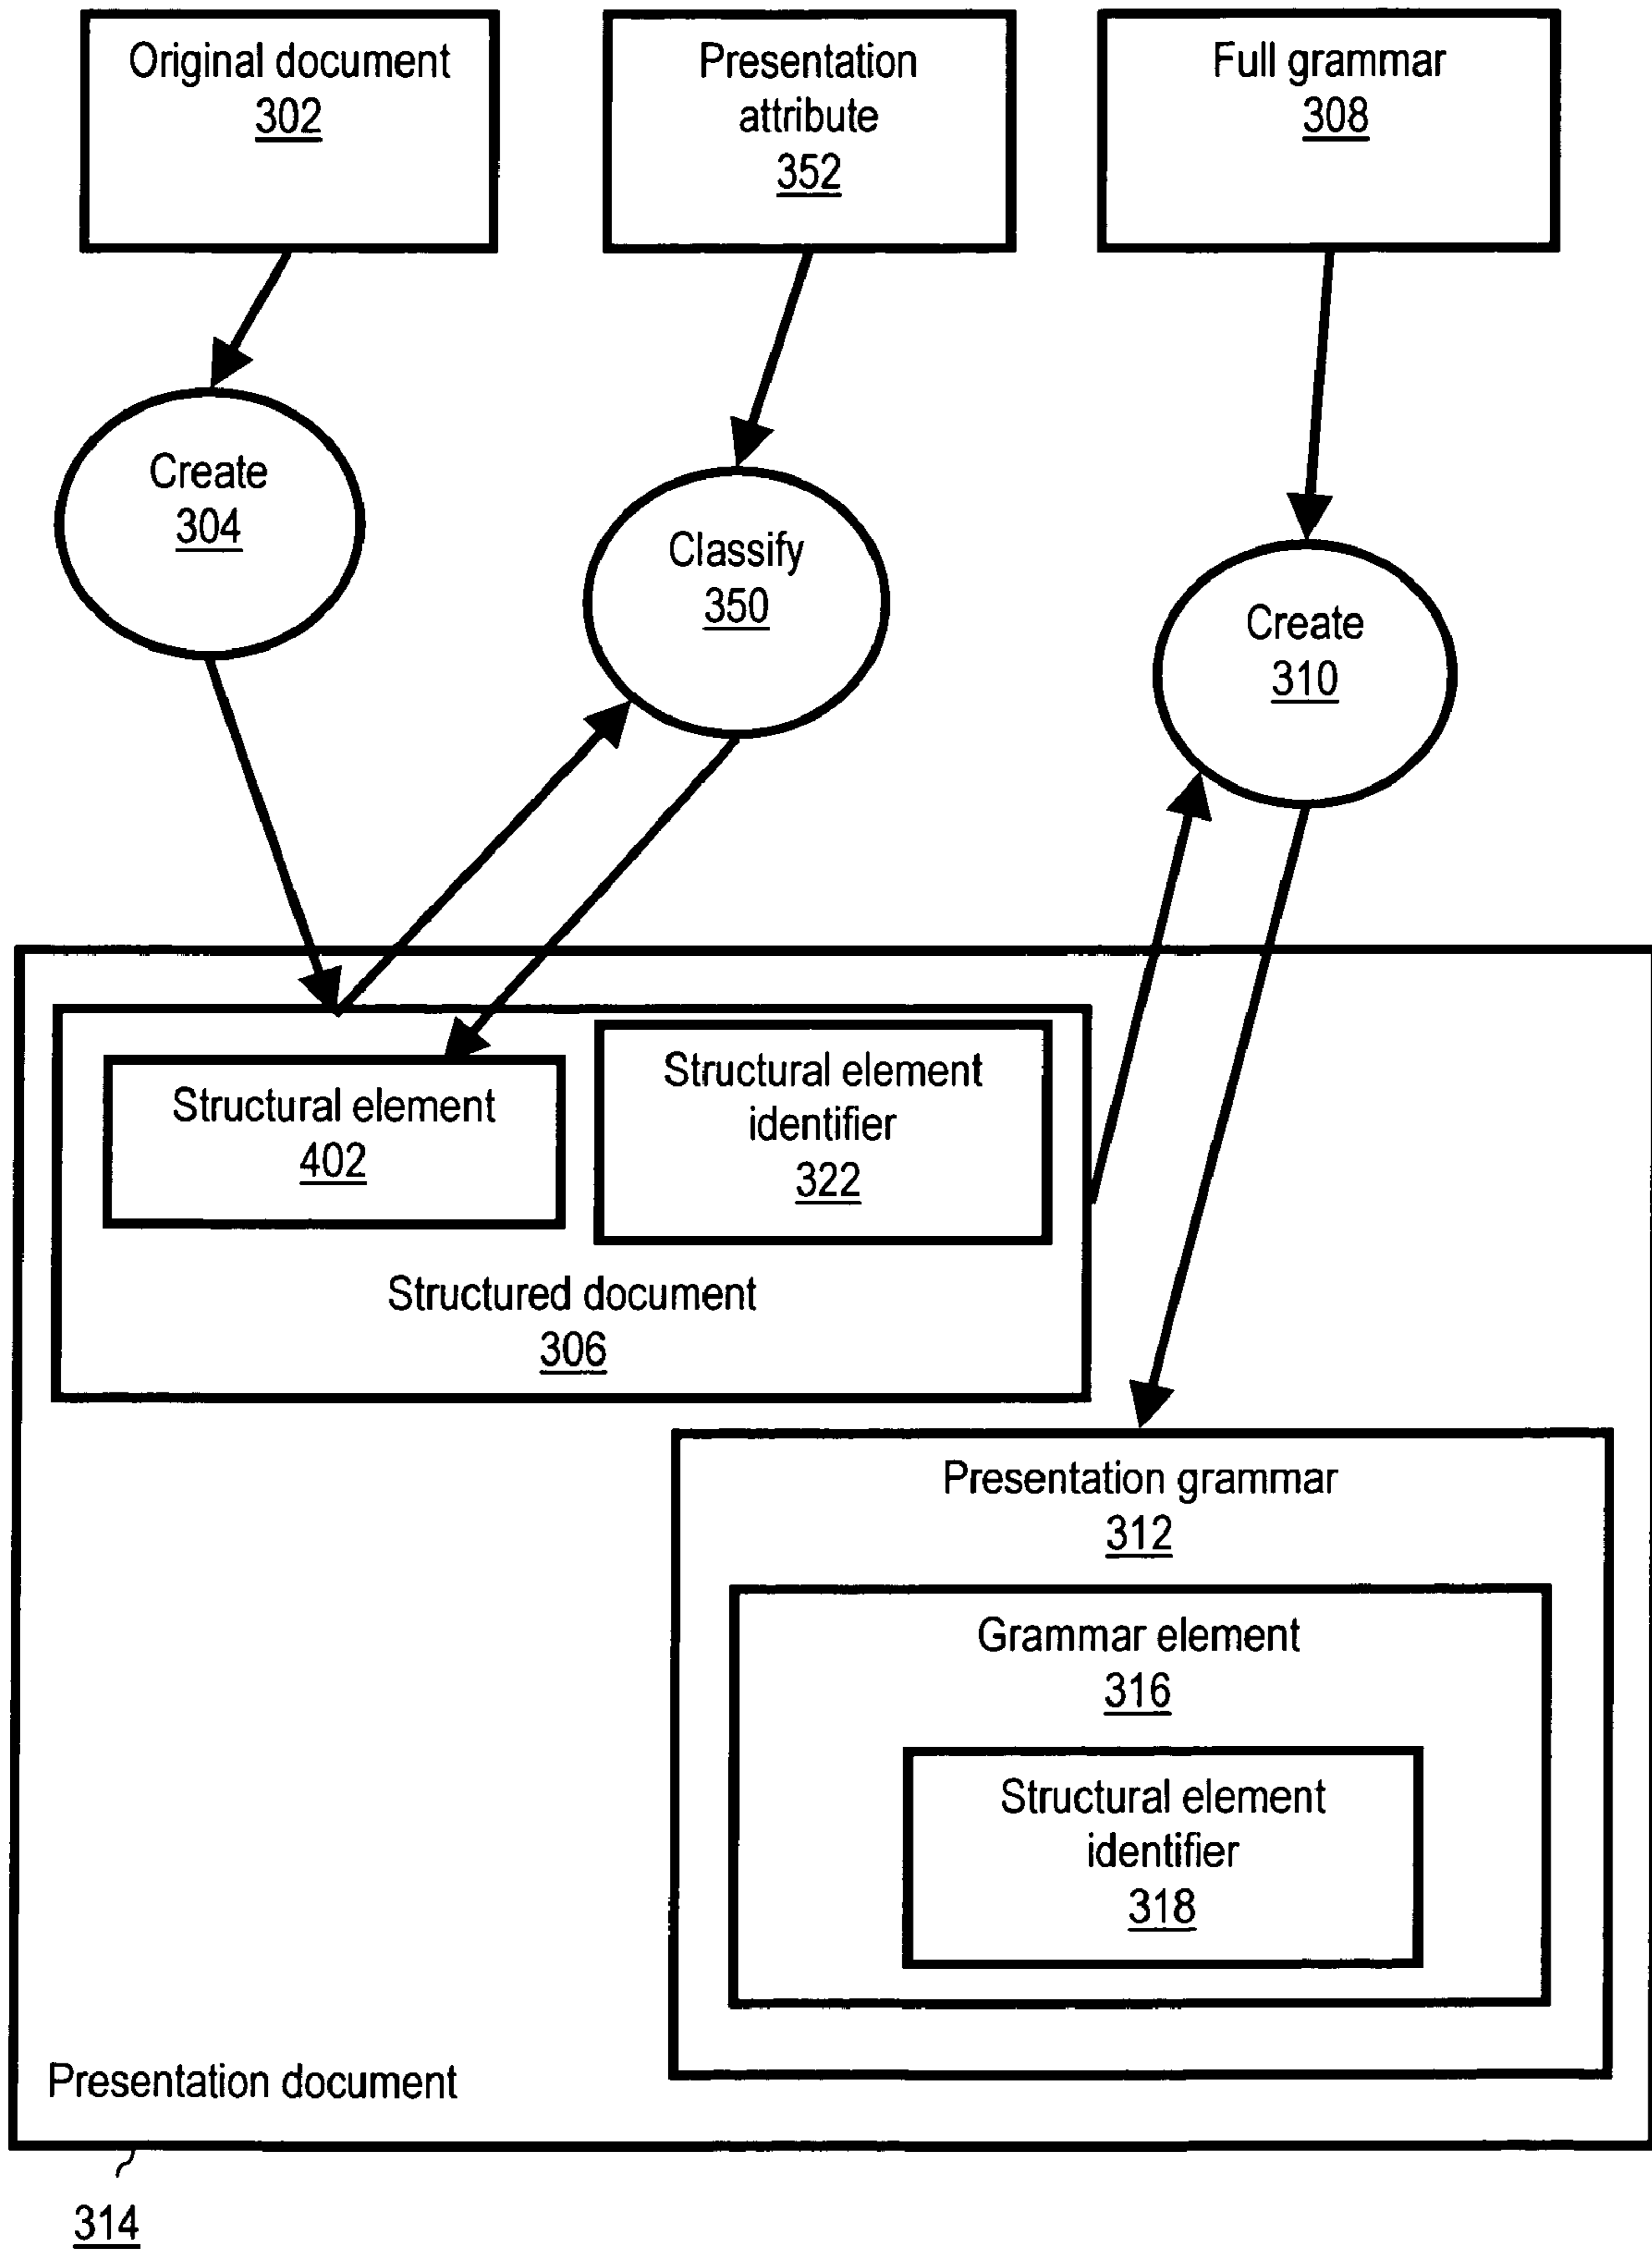 Original document
302
Presentation
attribute
352
Full grammar
308
Create
304
Classify
350
Create
310
Structural element
402
Structural element
identifier
322
Structured document
306
Presentation grammar
312
Grammar element
316
Structural element
identifier
318
Presentation document
314